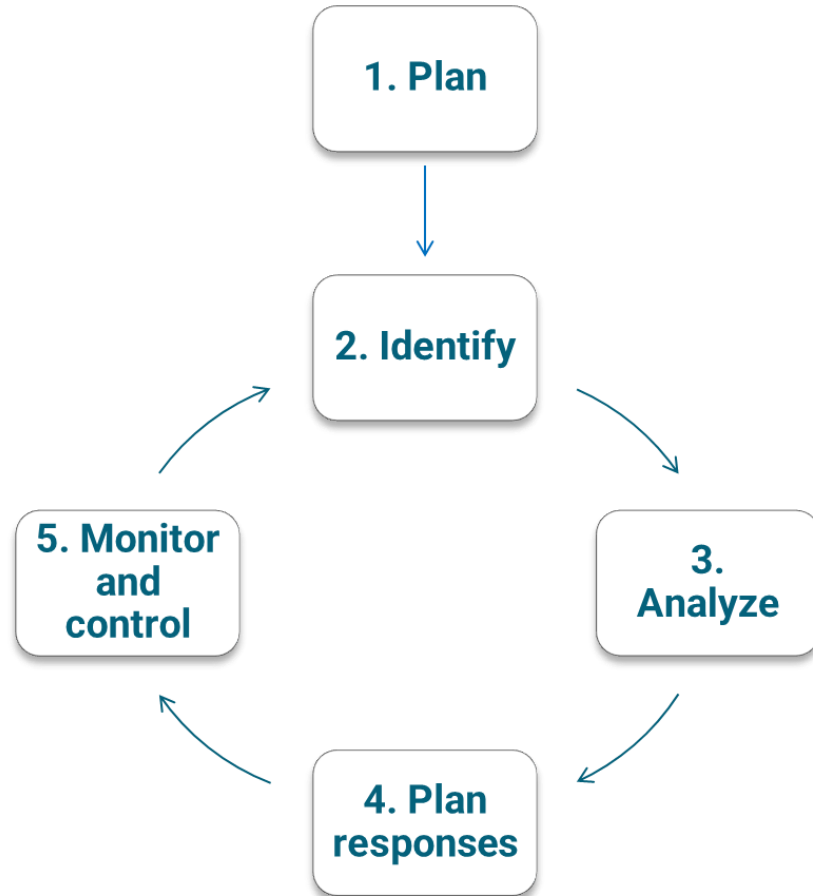 1. Plan
2. Identify
3.
Analyze
4. Plan
responses
5. Monitor
and
control